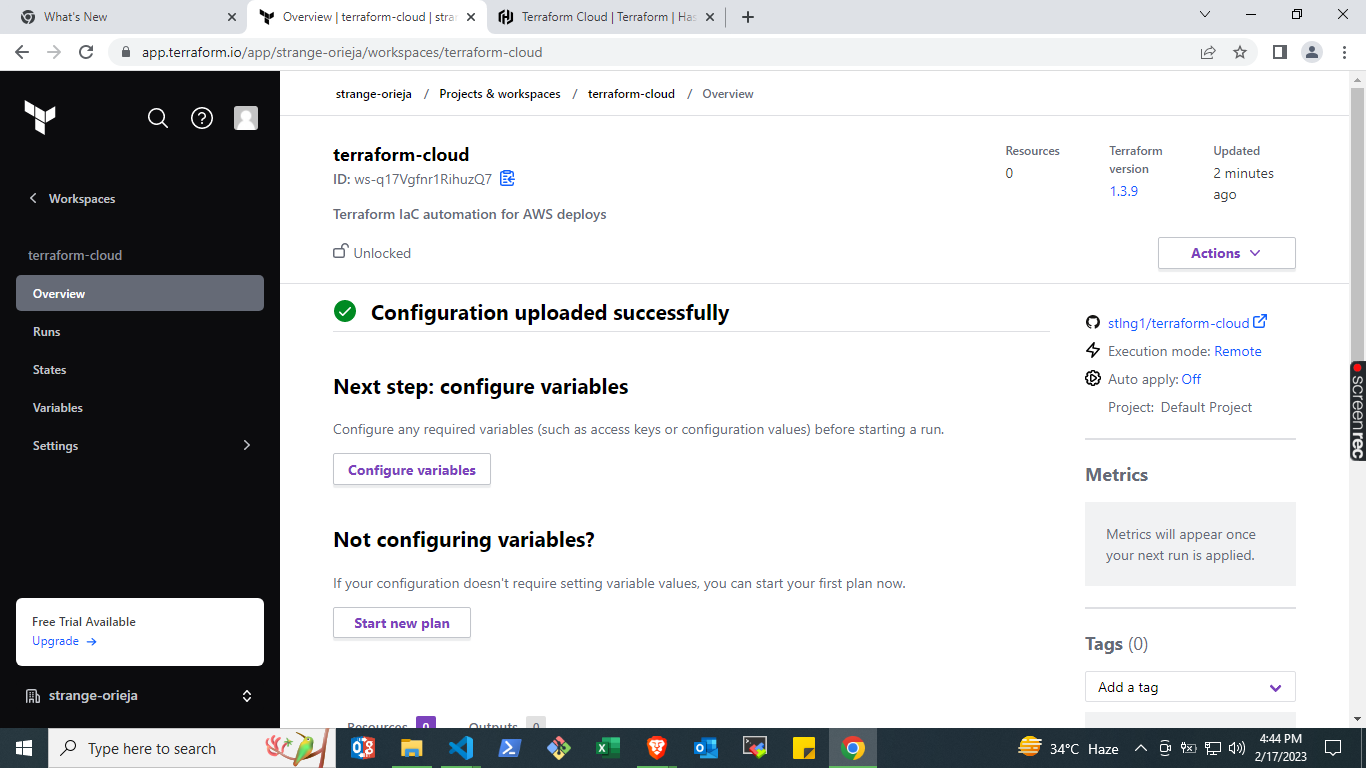 What's New
Overview | terraform-cloud | stran
Terraform Cloud | Terraform | Has
app.terraform.io/app/strange-orieja/workspaces/terraform-cloud
Workspaces
terraform-cloud
Overview
Runs
States
Variables
Settings
Free Trial Available
Upgrade →
strange-orieja
strange-orieja / Projects & workspaces / terraform-cloud / Overview
terraform-cloud
ID: ws-q17Vgfnr1RihuzQ7
Terraform IaC automation for AWS deploys
Unlocked
Resources
0
Terraform
version
1.3.9
Updated
2 minutes
ago
Actions
Configuration uploaded successfully
Next step: configure variables
Configure any required variables (such as access keys or configuration values) before starting a run.
Configure variables
Not configuring variables?
If your configuration doesn't require setting variable values, you can start your first plan now.
Start new plan
Resources 0
Outputs 0
stlng1/terraform-cloud
Execution mode: Remote
Auto apply: Off
Project: Default Project
Metrics
Metrics will appear once
your next run is applied.
Tags (0)
Add a tag
screenrec
Type here to search
34°C Haze
4:44 PM
2/17/2023